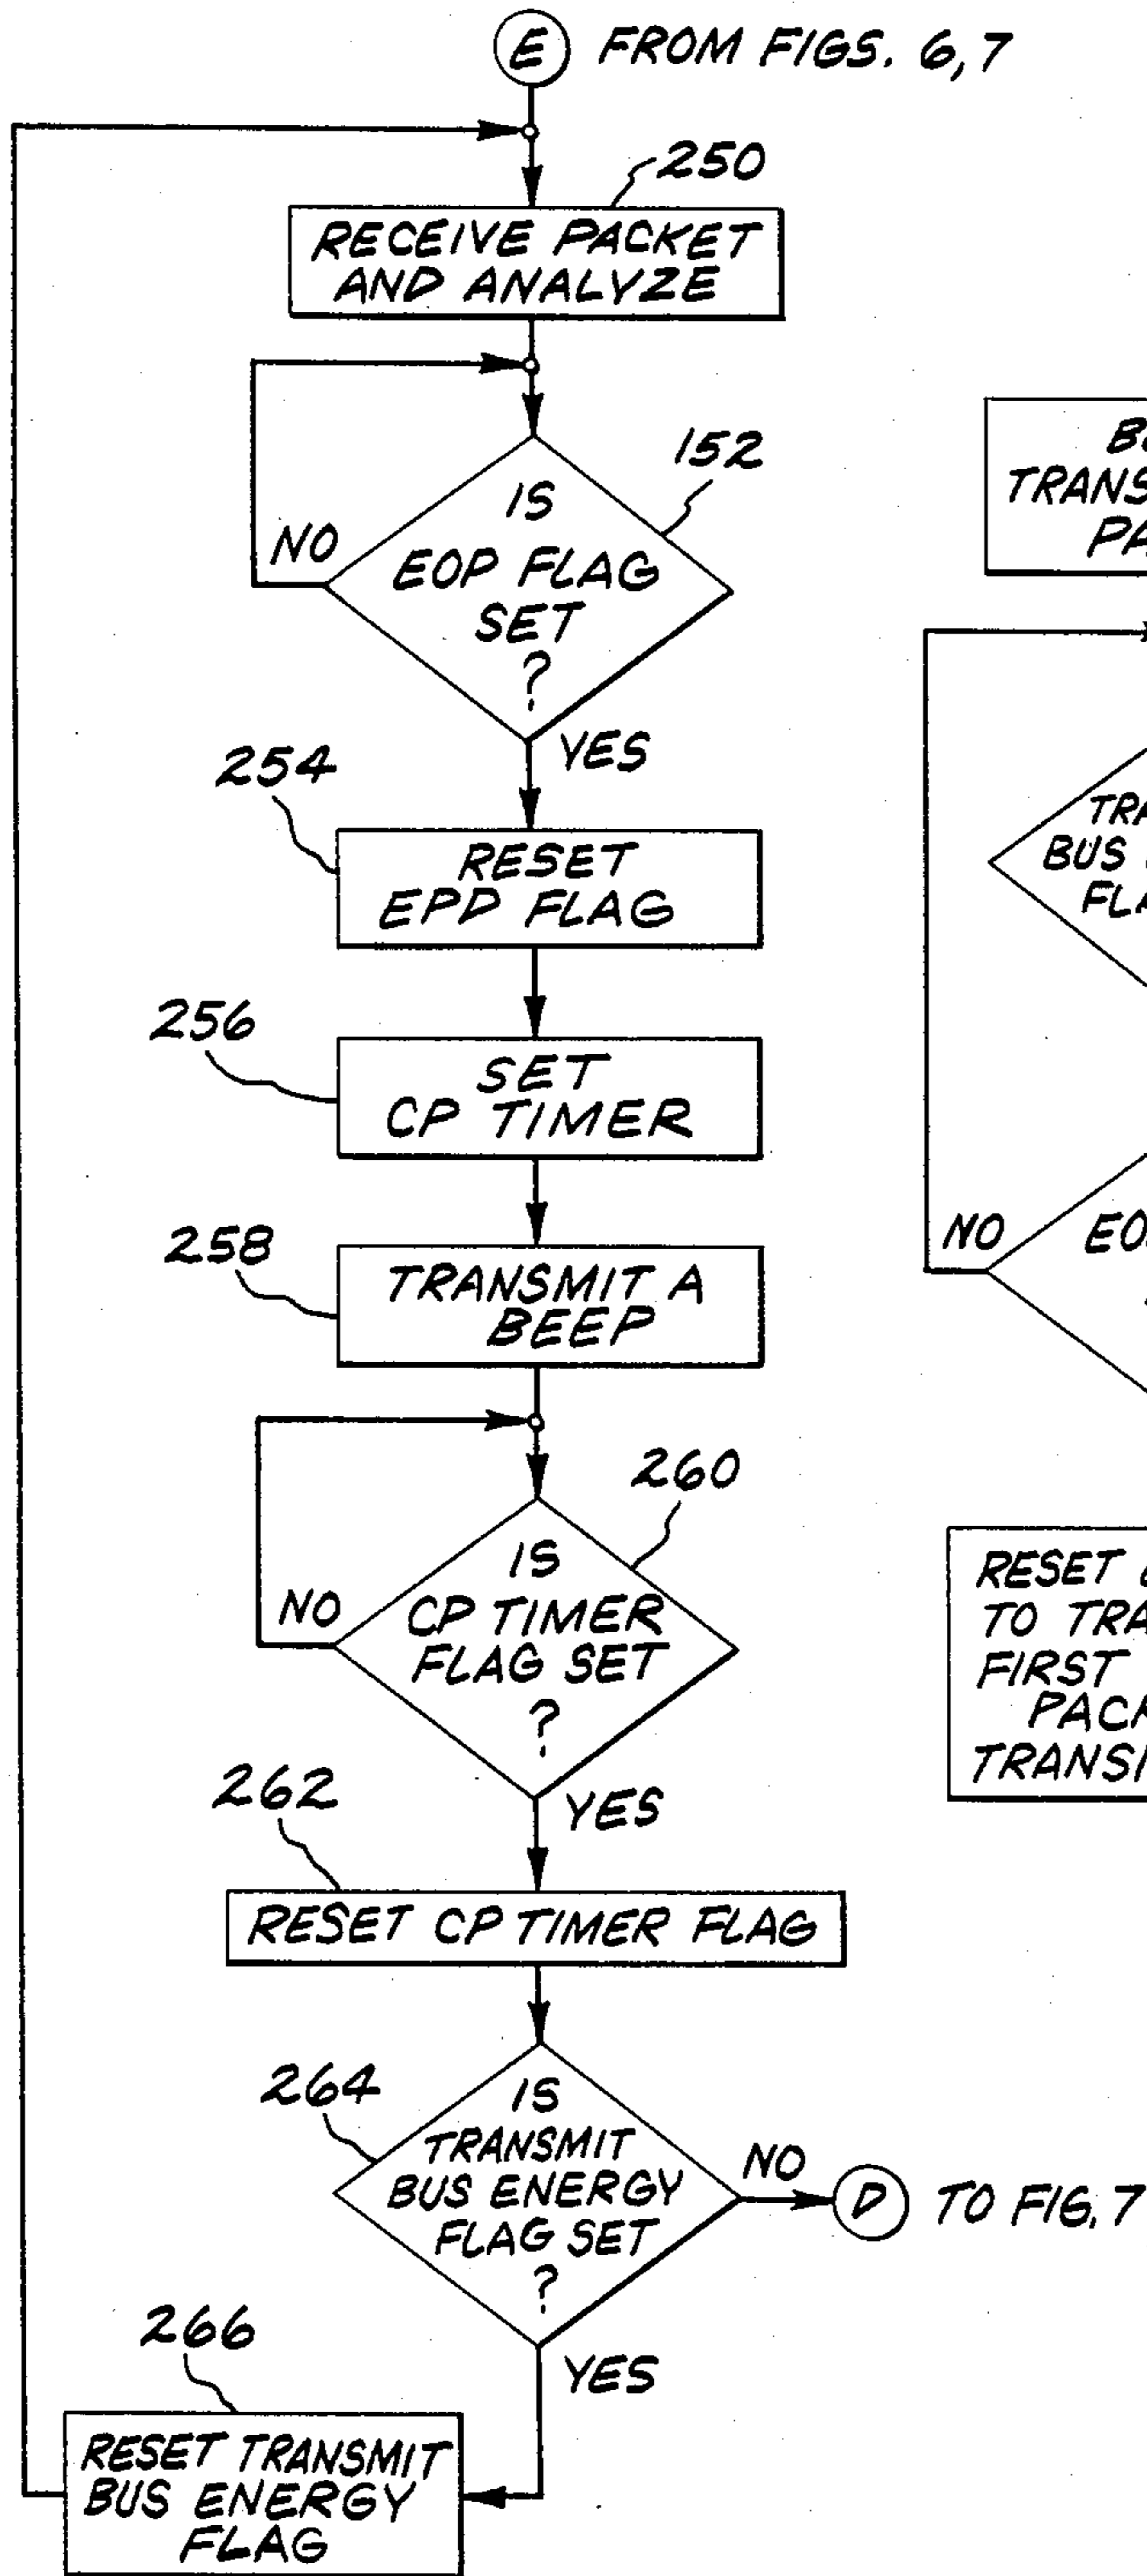 E FROM FIGS. 6,7
250
RECEIVE PACKET
AND ANALYZE
152
IS
EOP FLAG
SET
?
NO
YES
254
RESET
EPD FLAG
256
SET
CP TIMER
258
TRANSMIT A
BEEP
260
IS
CP TIMER
FLAG SET
?
NO
YES
262
RESET CP TIMER FLAG
264
IS
TRANSMIT
BUS ENERGY
FLAG SET
?
NO
D TO FIG. 7
YES
266
RESET TRANSMIT
BUS ENERGY
FLAG
BUS
NO
RESET
TO
FIRST